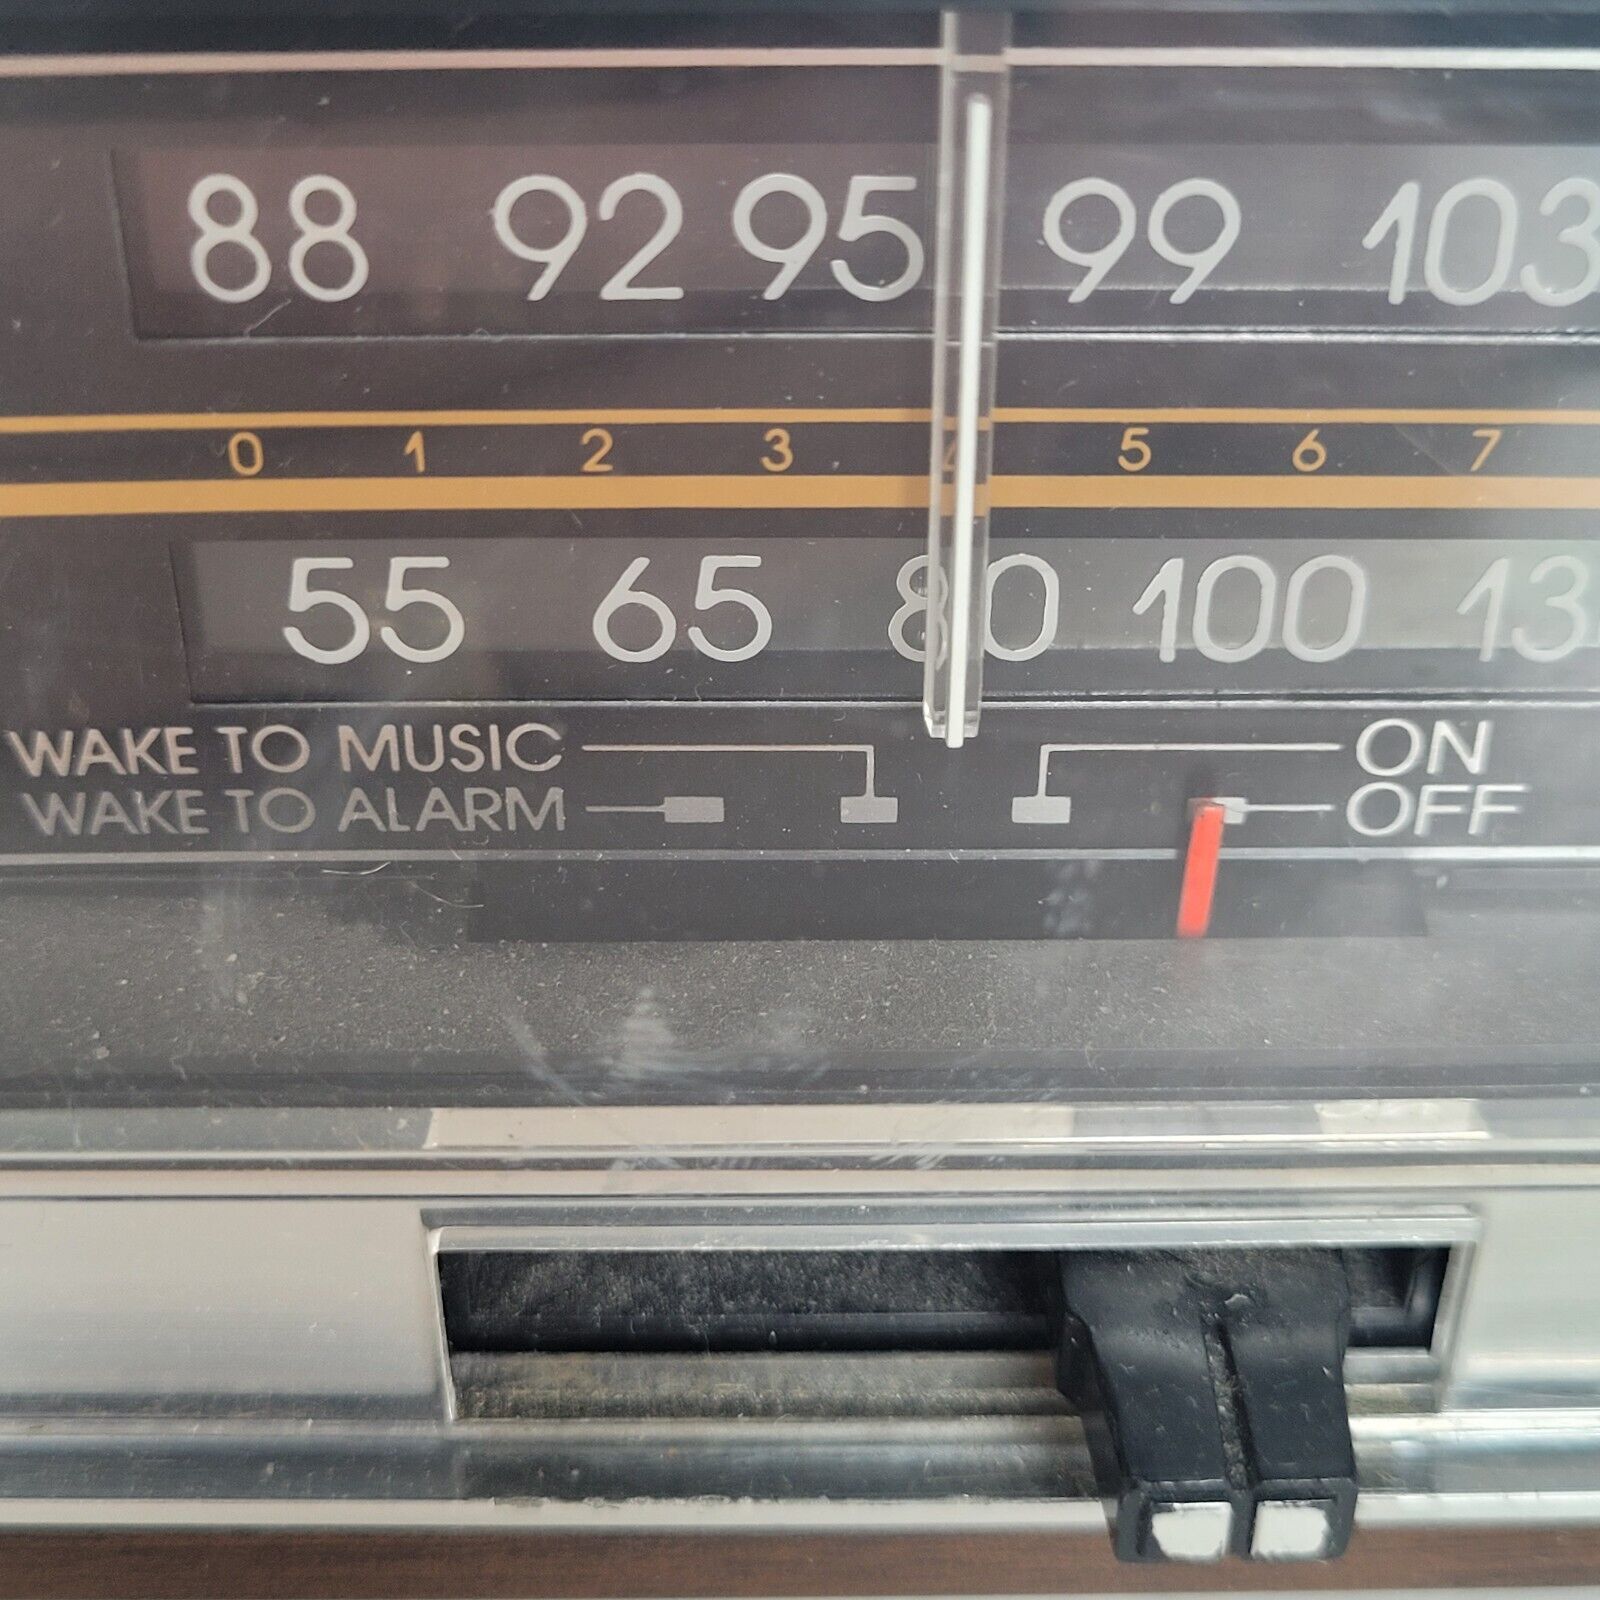 88 92 95 99 103
0 1 2 3 4 5 6 7
55 65 80 100 13
WAKE TO MUSIC ON
WAKE TO ALARM OFF